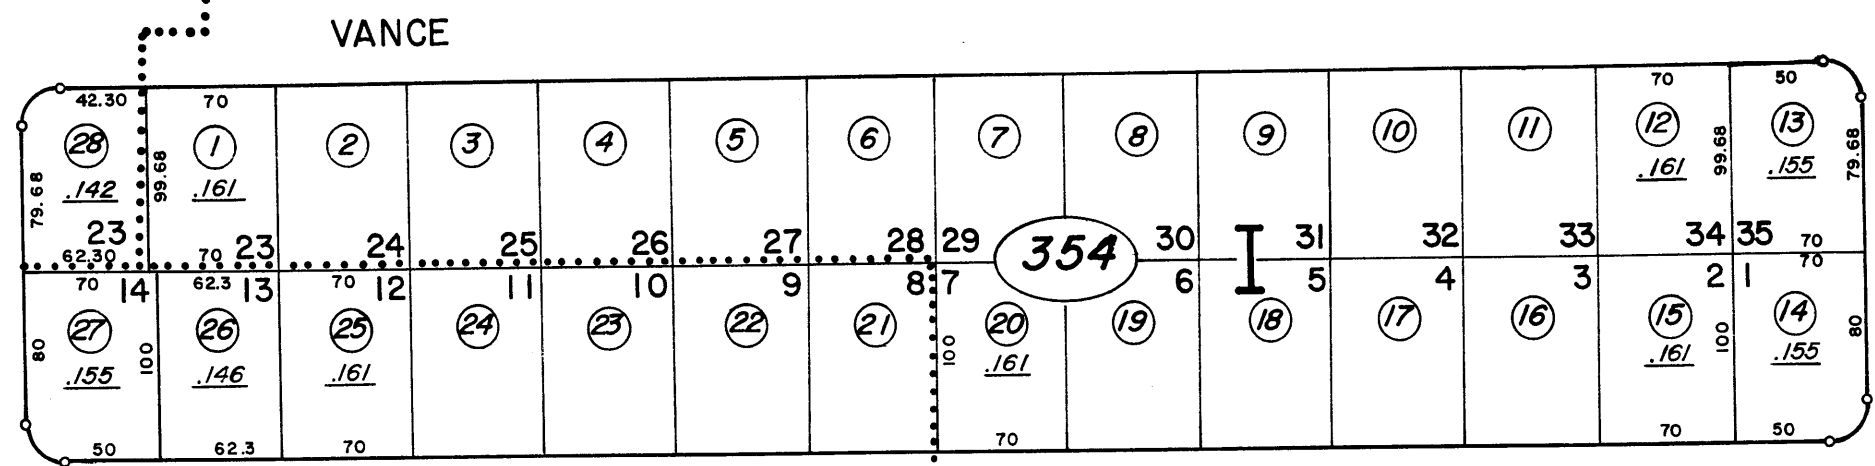 VANCE
42.30 70 70 50
28 1 2 3 4 5 6 7 8 9 10 11 12 13
.142 .161 .161 .155
79.68 99.68 99.68 79.68
23 23 24 25 26 27 28 29 30 31 32 33 34 35
62.30 70 70
354 I
70 62.3 70 70
14 13 12 11 10 9 8 7 6 5 4 3 2 1
27 26 25 24 23 22 21 20 19 18 17 16 15 14
.155 .146 .161 .161 .161 .155
80 100 100 100 80
50 62.3 70 70 70 50